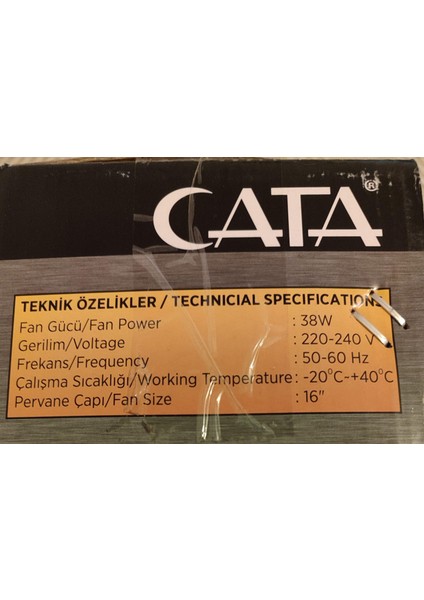 CATA®
TEKNİK ÖZELİKLER / TECHNICIAL SPECIFICATIONS
Fan Gücü/Fan Power : 38W
Gerilim/Voltage : 220-240 V
Frekans/Frequency : 50-60 Hz
Çalışma Sıcaklığı/Working Temperature : -20°C-+40°C
Pervane Çapı/Fan Size : 16"